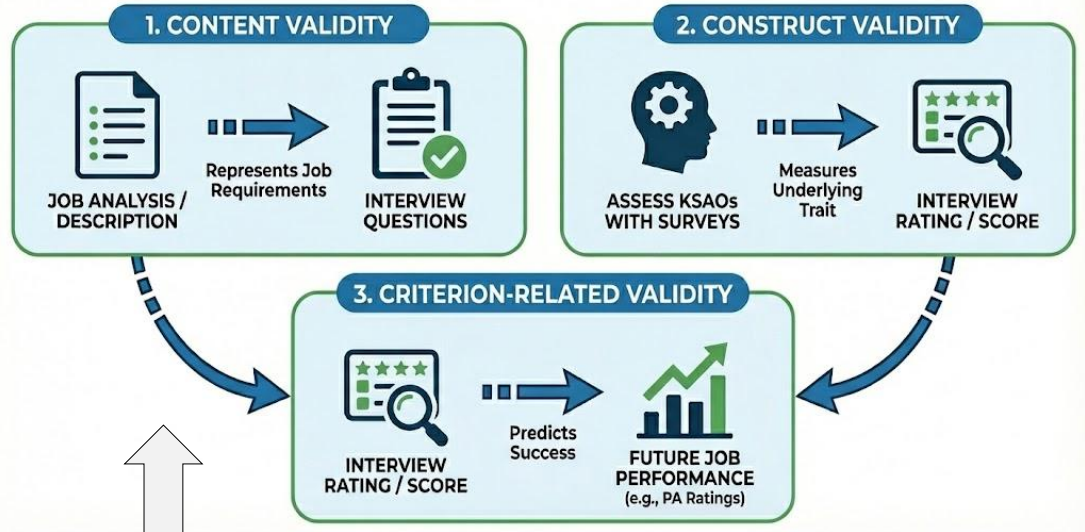 1. CONTENT VALIDITY
JOB ANALYSIS /
DESCRIPTION
Represents Job
Requirements
INTERVIEW
QUESTIONS
2. CONSTRUCT VALIDITY
ASSESS KSAOs
WITH SURVEYS
Measures
Underlying
Trait
INTERVIEW
RATING / SCORE
3. CRITERION-RELATED VALIDITY
INTERVIEW
RATING / SCORE
Predicts
Success
FUTURE JOB
PERFORMANCE
(e.g., PA Ratings)